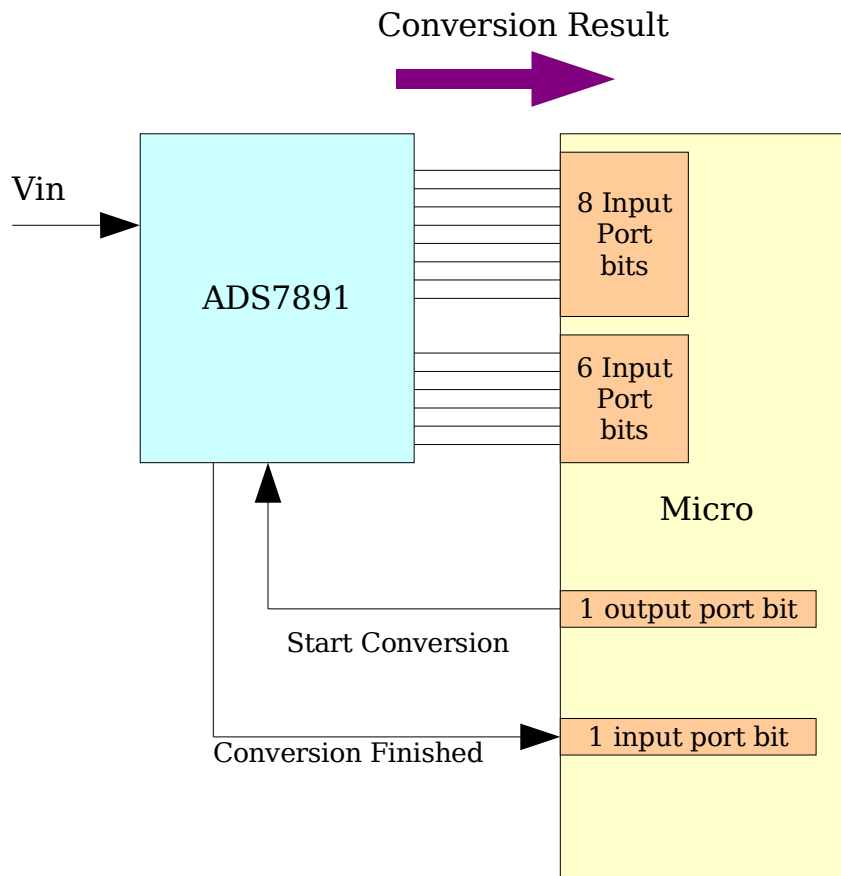 Conversion Result
Vin
ADS7891
8 Input
Port
bits
6 Input
Port
bits
Micro
1 output port bit
Start Conversion
1 input port bit
Conversion Finished